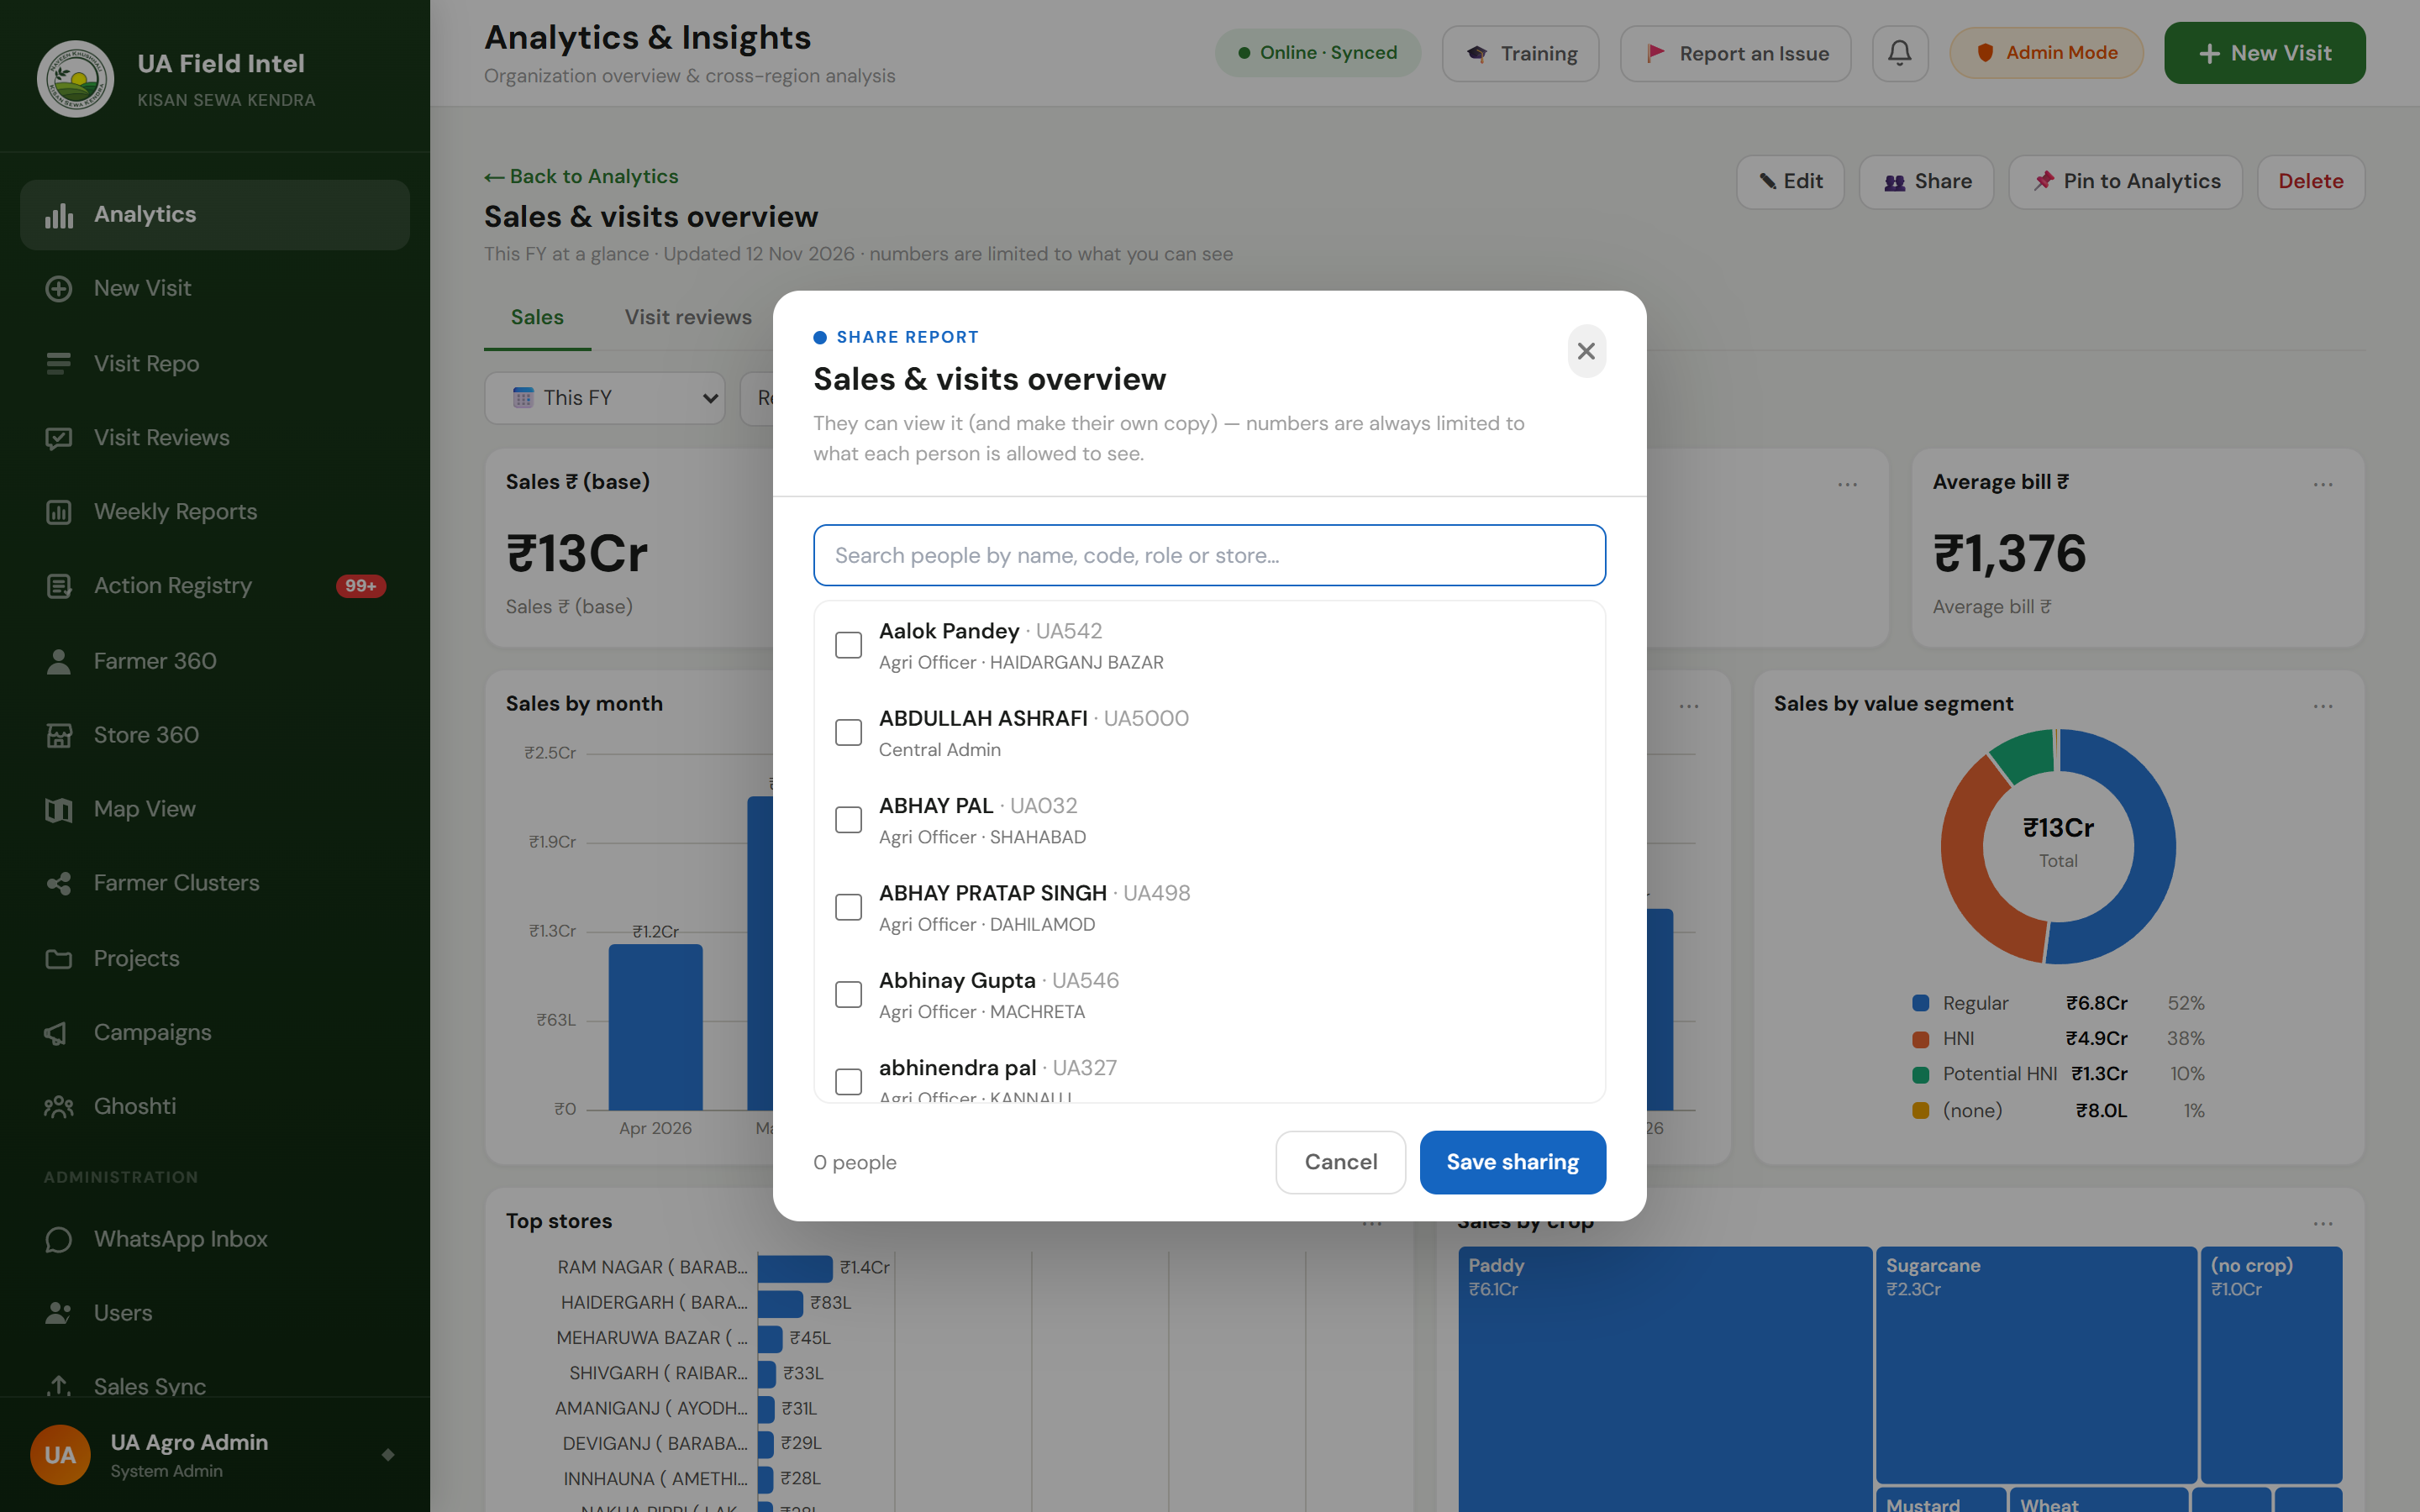 UA Field Intel
KISAN SEWA KENDRA
Analytics
New Visit
Visit Repo
Visit Reviews
Weekly Reports
Action Registry 99+
Farmer 360
Store 360
Map View
Farmer Clusters
Projects
Campaigns
Ghoshti
ADMINISTRATION
WhatsApp Inbox
Users
Sales Sync
UA
UA Agro Admin
System Admin
Analytics & Insights
Organization overview & cross-region analysis
Online · Synced
Training
Report an Issue
Admin Mode
+ New Visit
← Back to Analytics
Sales & visits overview
This FY at a glance · Updated 12 Nov 2026 · numbers are limited to what you can see
Edit
Share
Pin to Analytics
Delete
Sales
Visit reviews
This FY
Sales ₹ (base)
₹13Cr
Sales ₹ (base)
Average bill ₹
₹1,376
Average bill ₹
Sales by month
₹2.5Cr
₹1.9Cr
₹1.3Cr
₹63L
₹0
₹1.2Cr
Apr 2026
Sales by value segment
₹13Cr
Total
Regular ₹6.8Cr 52%
HNI ₹4.9Cr 38%
Potential HNI ₹1.3Cr 10%
(none) ₹8.0L 1%
Top stores
RAM NAGAR ( BARAB... ₹1.4Cr
HAIDERGARH ( BARA... ₹83L
MEHARUWA BAZAR ( ... ₹45L
SHIVGARH ( RAIBAR... ₹33L
AMANIGANJ ( AYODH... ₹31L
DEVIGANJ ( BARABA... ₹29L
INNHAUNA ( AMETHI... ₹28L
Sales by crop
Paddy
₹6.1Cr
Sugarcane
₹2.3Cr
(no crop)
₹1.0Cr
Mustard
Wheat
SHARE REPORT
Sales & visits overview
They can view it (and make their own copy) — numbers are always limited to
what each person is allowed to see.
Search people by name, code, role or store...
Aalok Pandey · UA542
Agri Officer · HAIDARGANJ BAZAR
ABDULLAH ASHRAFI · UA5000
Central Admin
ABHAY PAL · UA032
Agri Officer · SHAHABAD
ABHAY PRATAP SINGH · UA498
Agri Officer · DAHILAMOD
Abhinay Gupta · UA546
Agri Officer · MACHRETA
abhinendra pal · UA327
Agri Officer · KANNAUJ
0 people
Cancel
Save sharing